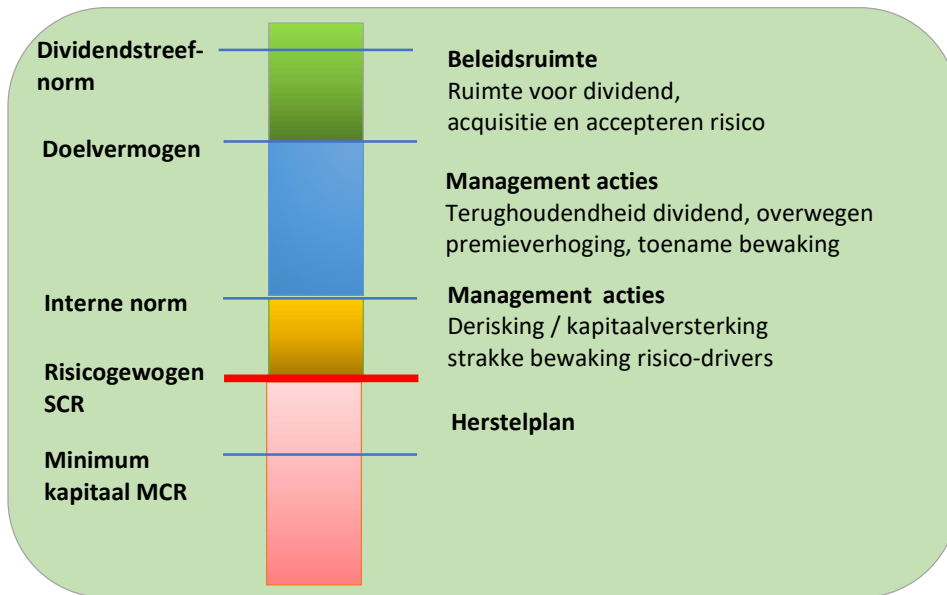 Dividendstreef-
norm
Beleidsruimte
Ruimte voor dividend,
acquisitie en accepteren risico
Doelvermogen
Management acties
Terughoudendheid dividend, overwegen
premieverhoging, toename bewaking
Interne norm
Management acties
Derisking / kapitaalversterking
strakke bewaking risico-drivers
Risicogewogen
SCR
Herstelplan
Minimum
kapitaal MCR